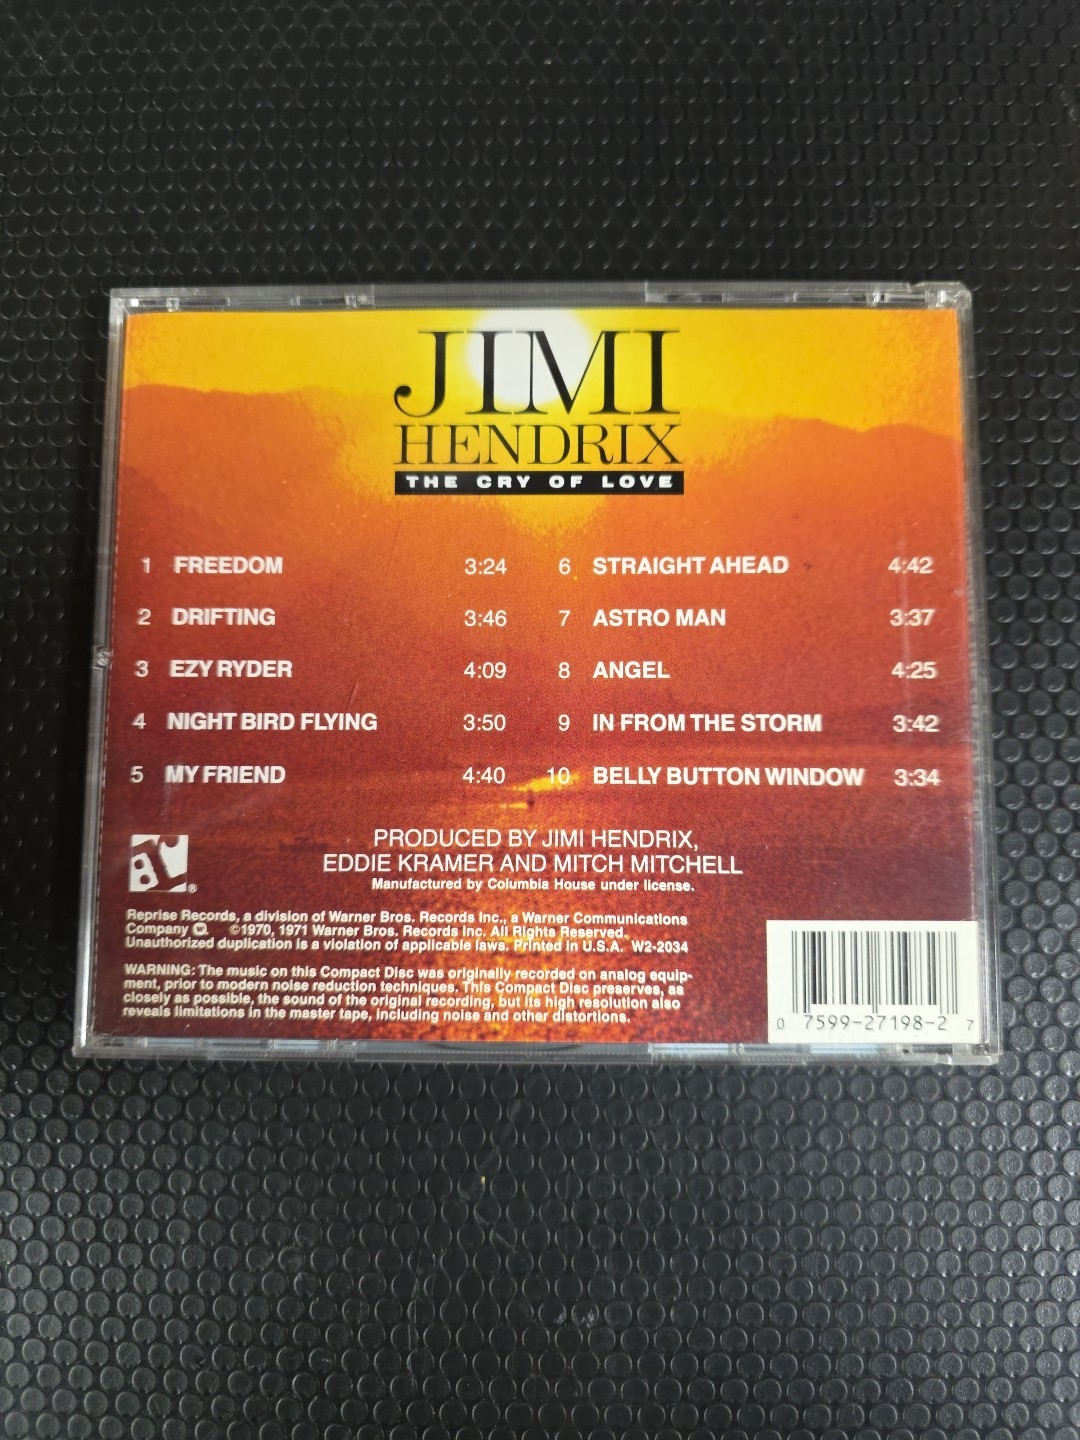 JIMI
HENDRIX
THE CRY OF LOVE
1 FREEDOM 3:24
2 DRIFTING 3:46
3 EZY RYDER 4:09
4 NIGHT BIRD FLYING 3:50
5 MY FRIEND 4:40
6 STRAIGHT AHEAD 4:42
7 ASTRO MAN 3:37
8 ANGEL 4:25
9 IN FROM THE STORM 3:42
10 BELLY BUTTON WINDOW 3:34
PRODUCED BY JIMI HENDRIX,
EDDIE KRAMER AND MITCH MITCHELL
Manufactured by Columbia House under license.
®
Reprise Records, a division of Warner Bros. Records Inc., a Warner Communications
Company. ©1970, 1971 Warner Bros. Records Inc. All Rights Reserved.
Unauthorized duplication is a violation of applicable laws. Printed in U.S.A. W2-2034
WARNING: The music on this Compact Disc was originally recorded on analog equip-
ment, prior to modern noise reduction techniques. This Compact Disc preserves, as
closely as possible, the sound of the original recording, but its high resolution also
reveals limitations in the master tape, including noise and other distortions.
0 7599-27198-2 7